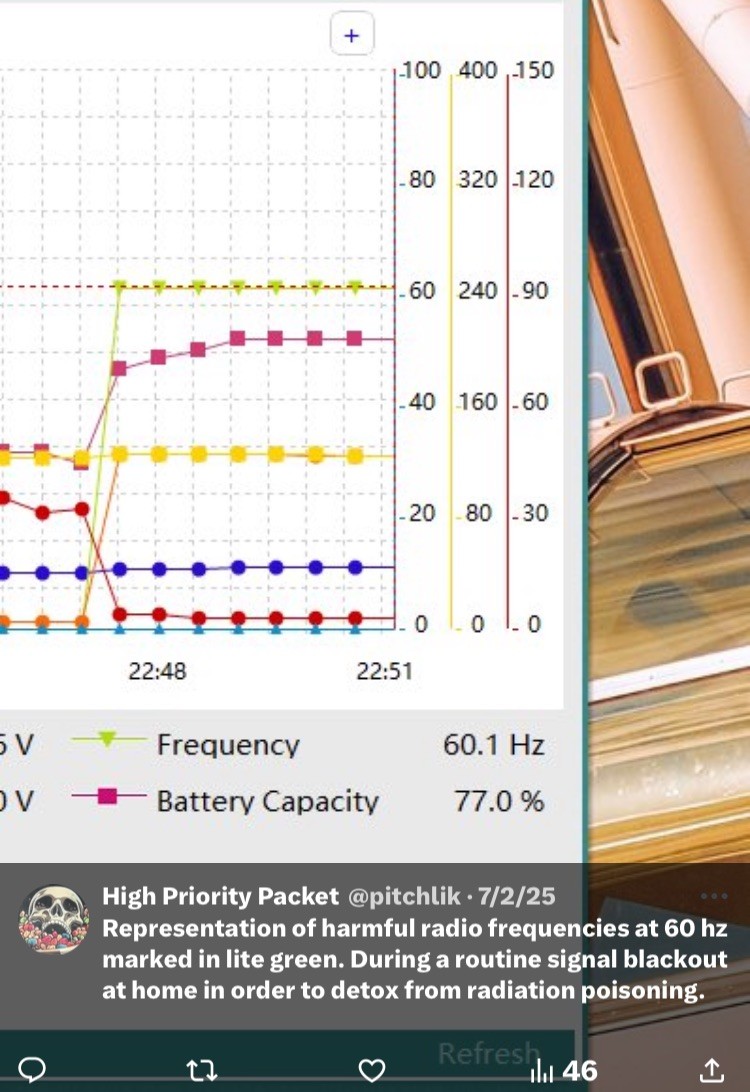 +
100 400 150
80 320 120
60 240 90
40 160 60
20 80 30
0 0 0
22:48 22:51
V Frequency 60.1 Hz
V Battery Capacity 77.0 %
High Priority Packet @pitchlik · 7/2/25
Representation of harmful radio frequencies at 60 hz
marked in lite green. During a routine signal blackout
at home in order to detox from radiation poisoning.
Refresh
46